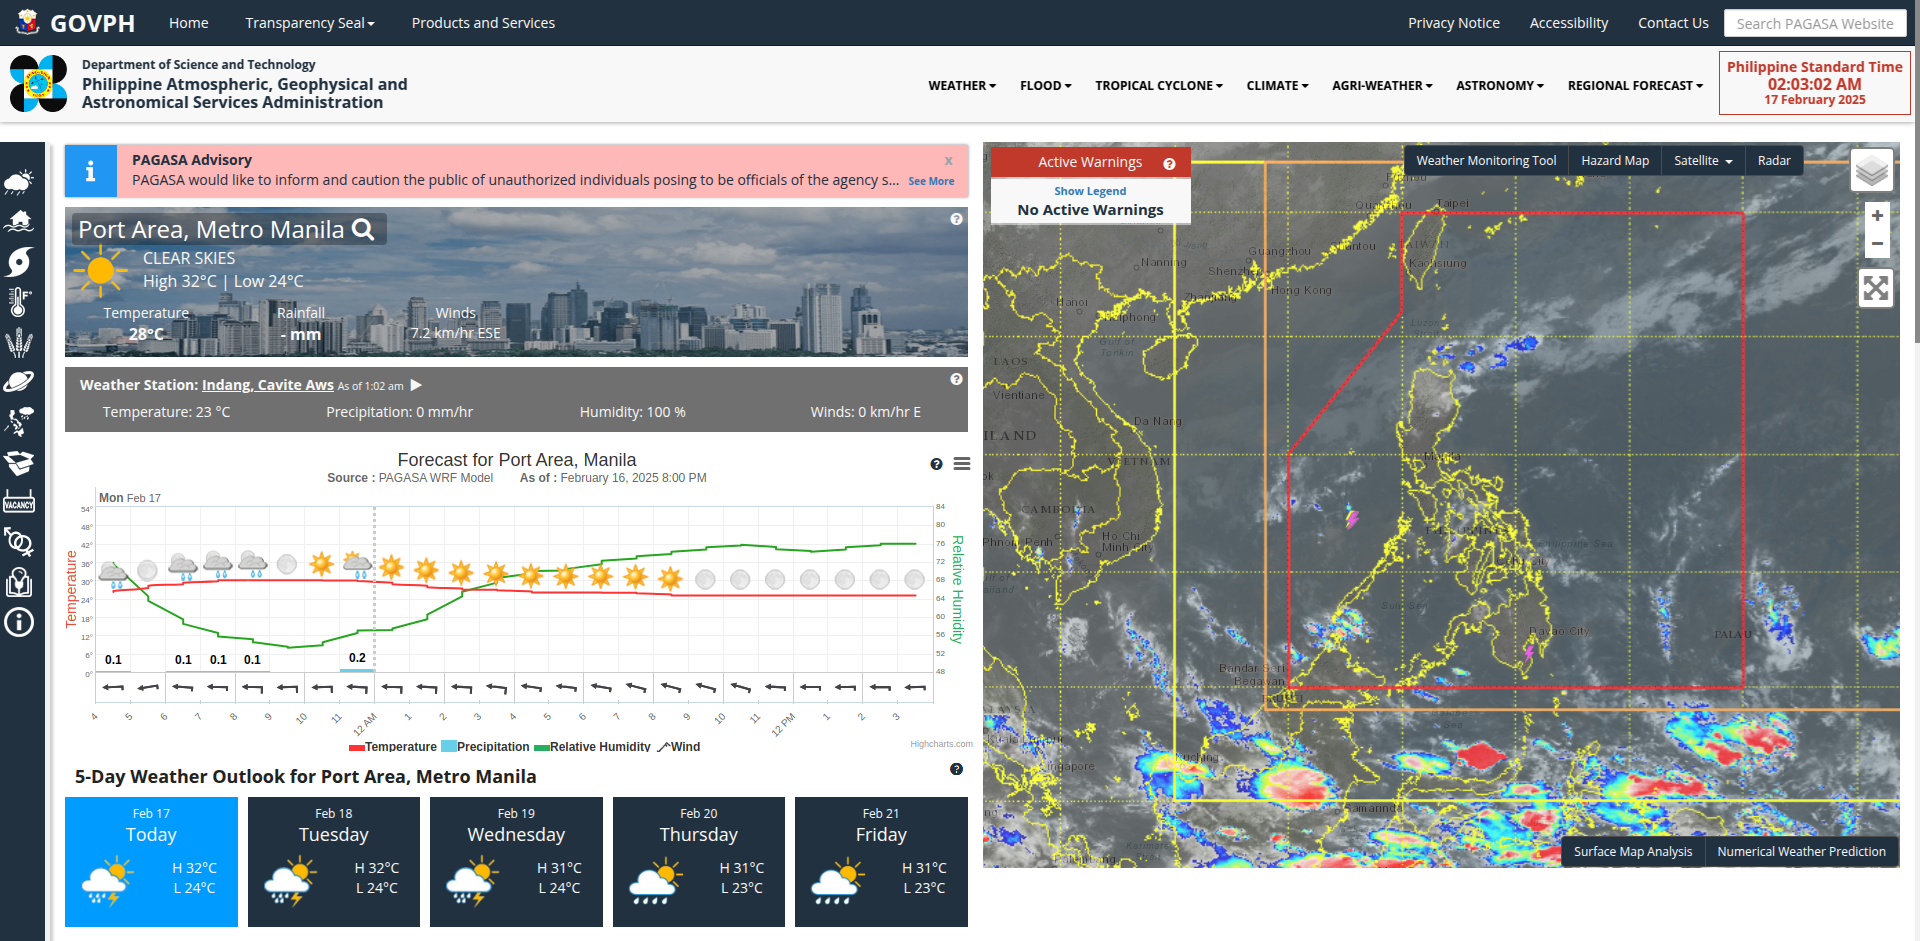 GOVPH
Home
Transparency Seal
Products and Services
Privacy Notice
Accessibility
Contact Us
Search PAGASA Website
Department of Science and Technology
Philippine Atmospheric, Geophysical and
Astronomical Services Administration
WEATHER
FLOOD
TROPICAL CYCLONE
CLIMATE
AGRI-WEATHER
ASTRONOMY
REGIONAL FORECAST
Philippine Standard Time
02:03:02 AM
17 February 2025
VACANCY
PAGASA Advisory
x
PAGASA would like to inform and caution the public of unauthorized individuals posing to be officials of the agency s... See More
Port Area, Metro Manila
CLEAR SKIES
High 32°C | Low 24°C
Temperature
28°C
Rainfall
- mm
Winds
7.2 km/hr ESE
Weather Station: Indang, Cavite Aws As of 1:02 am
Temperature: 23 °C
Precipitation: 0 mm/hr
Humidity: 100 %
Winds: 0 km/hr E
Forecast for Port Area, Manila
Source : PAGASA WRF Model As of : February 16, 2025 8:00 PM
Mon Feb 17
Temperature
54°
48°
42°
36°
30°
24°
18°
12°
6°
0°
84
80
76
72
68
64
60
56
52
48
Relative Humidity
0.1
0.1
0.1
0.1
0.2
4
5
6
7
8
9
10
11
12 AM
1
2
3
4
5
6
7
8
9
10
11
12 PM
1
2
3
Temperature
Precipitation
Relative Humidity
Wind
Highcharts.com
5-Day Weather Outlook for Port Area, Metro Manila
Feb 17
Today
H 32°C
L 24°C
Feb 18
Tuesday
H 32°C
L 24°C
Feb 19
Wednesday
H 31°C
L 24°C
Feb 20
Thursday
H 31°C
L 23°C
Feb 21
Friday
H 31°C
L 23°C
Active Warnings
Show Legend
No Active Warnings
Weather Monitoring Tool
Hazard Map
Satellite
Radar
+
−
Taipei
Guangzhou
Nanning
Shenzhen
Kaohsiung
Hong Kong
Hanoi
Gulf of
Tonkin
LAOS
Vientiane
Da Nang
VIETNAM
CAMBODIA
Ho Chi
Minh City
Davao City
PALAU
Bandar Seri
Begawan
Kuching
Samarinda
Surface Map Analysis
Numerical Weather Prediction